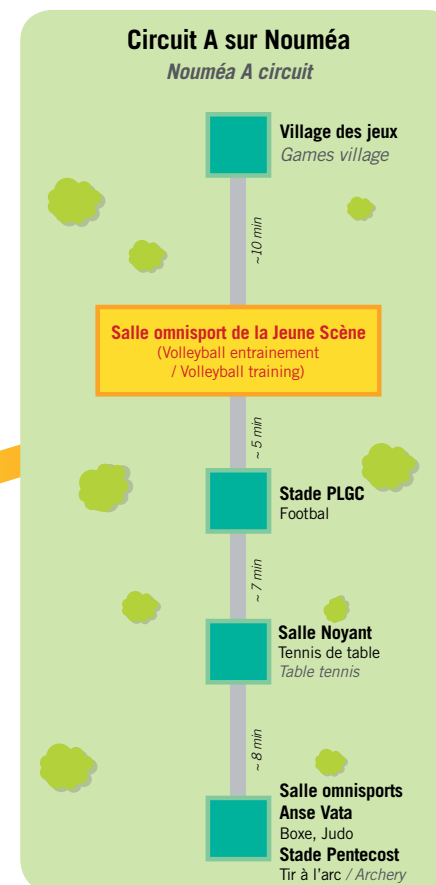 Circuit A sur Nouméa
Nouméa A circuit
Village des jeux
Games village
~10 min
Salle omnisport de la Jeune Scène
(Volleyball entrainement
/ Volleyball training)
~ 5 min
Stade PLGC
Footbal
~ 7 min
Salle Noyant
Tennis de table
Table tennis
~ 8 min
Salle omnisports
Anse Vata
Boxe, Judo
Stade Pentecost
Tir à l'arc / Archery